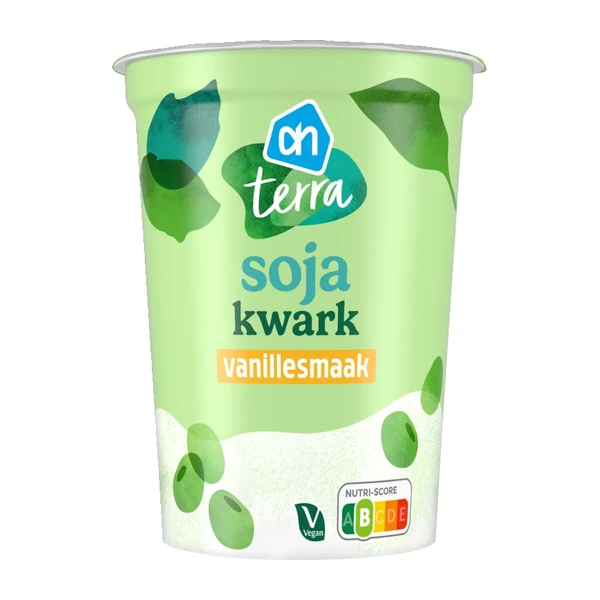 ah
terra
soja
kwark
vanillesmaak
V
Vegan
NUTRI-SCORE
A B C D E